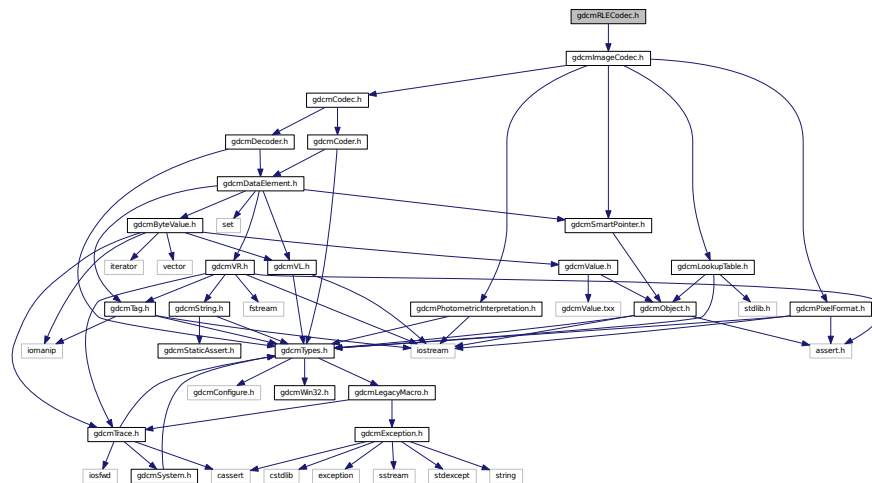 gdcmRLECodec.h
gdcmImageCodec.h
gdcmCodec.h
gdcmDecoder.h
gdcmCoder.h
gdcmDataElement.h
gdcmByteValue.h
set
gdcmSmartPointer.h
iterator
vector
gdcmVR.h
gdcmVL.h
gdcmValue.h
gdcmLookupTable.h
gdcmTag.h
gdcmString.h
fstream
gdcmPhotometricInterpretation.h
gdcmValue.txx
gdcmObject.h
stdlib.h
gdcmPixelFormat.h
iomanip
gdcmStaticAssert.h
gdcmTypes.h
iostream
assert.h
gdcmConfigure.h
gdcmWin32.h
gdcmLegacyMacro.h
gdcmTrace.h
gdcmException.h
iosfwd
gdcmSystem.h
cassert
cstdlib
exception
sstream
stdexcept
string